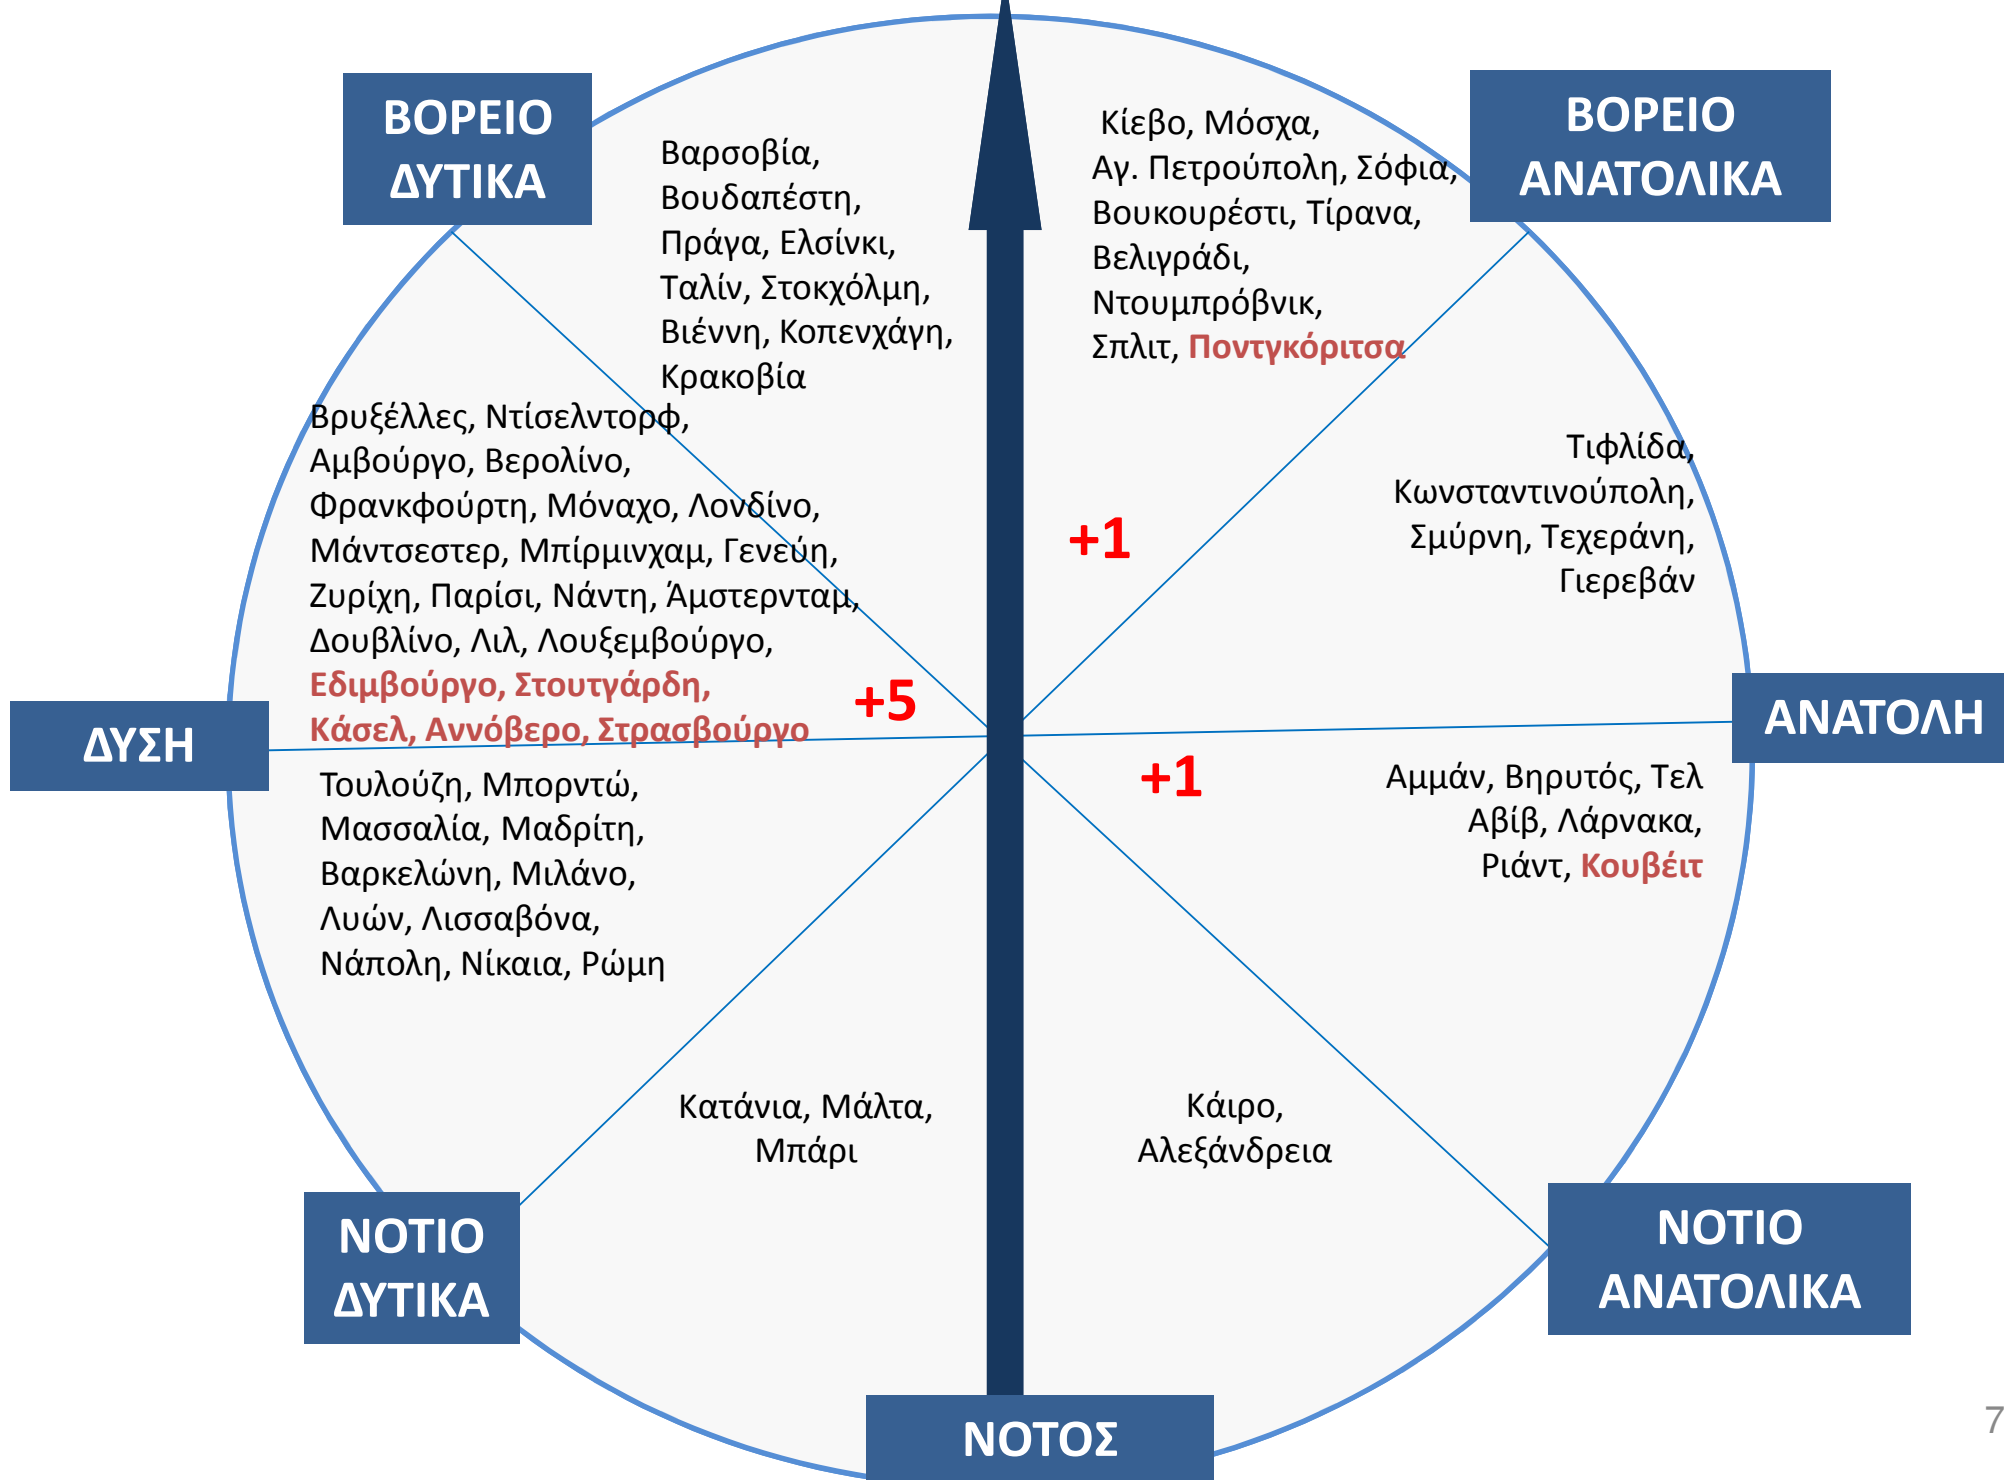 ΒΟΡΕΙΟ
ΔΥΤΙΚΑ
ΒΟΡΕΙΟ
ΑΝΑΤΟΛΙΚΑ
Βαρσοβία,
Βουδαπέστη,
Πράγα, Ελσίνκι,
Ταλίν, Στοκχόλμη,
Βιέννη, Κοπενχάγη,
Κρακοβία
Κίεβο, Μόσχα,
Αγ. Πετρούπολη, Σόφια,
Βουκουρέστι, Τίρανα,
Βελιγράδι,
Ντουμπρόβνικ,
Σπλιτ, Ποντγκόριτσα
Βρυξέλλες, Ντίσελντορφ,
Αμβούργο, Βερολίνο,
Φρανκφούρτη, Μόναχο, Λονδίνο,
Μάντσεστερ, Μπίρμινχαμ, Γενεύη,
Ζυρίχη, Παρίσι, Νάντη, Άμστερνταμ,
Δουβλίνο, Λιλ, Λουξεμβούργο,
Εδιμβούργο, Στουτγάρδη,
Κάσελ, Αννόβερο, Στρασβούργο
+5
+1
Τιφλίδα,
Κωνσταντινούπολη,
Σμύρνη, Τεχεράνη,
Γιερεβάν
ΔΥΣΗ
ΑΝΑΤΟΛΗ
Τουλούζη, Μπορντώ,
Μασσαλία, Μαδρίτη,
Βαρκελώνη, Μιλάνο,
Λυών, Λισσαβόνα,
Νάπολη, Νίκαια, Ρώμη
+1
Αμμάν, Βηρυτός, Τελ
Αβίβ, Λάρνακα,
Ριάντ, Κουβέιτ
Κατάνια, Μάλτα,
Μπάρι
Κάιρο,
Αλεξάνδρεια
ΝΟΤΙΟ
ΔΥΤΙΚΑ
ΝΟΤΙΟ
ΑΝΑΤΟΛΙΚΑ
ΝΟΤΟΣ
7